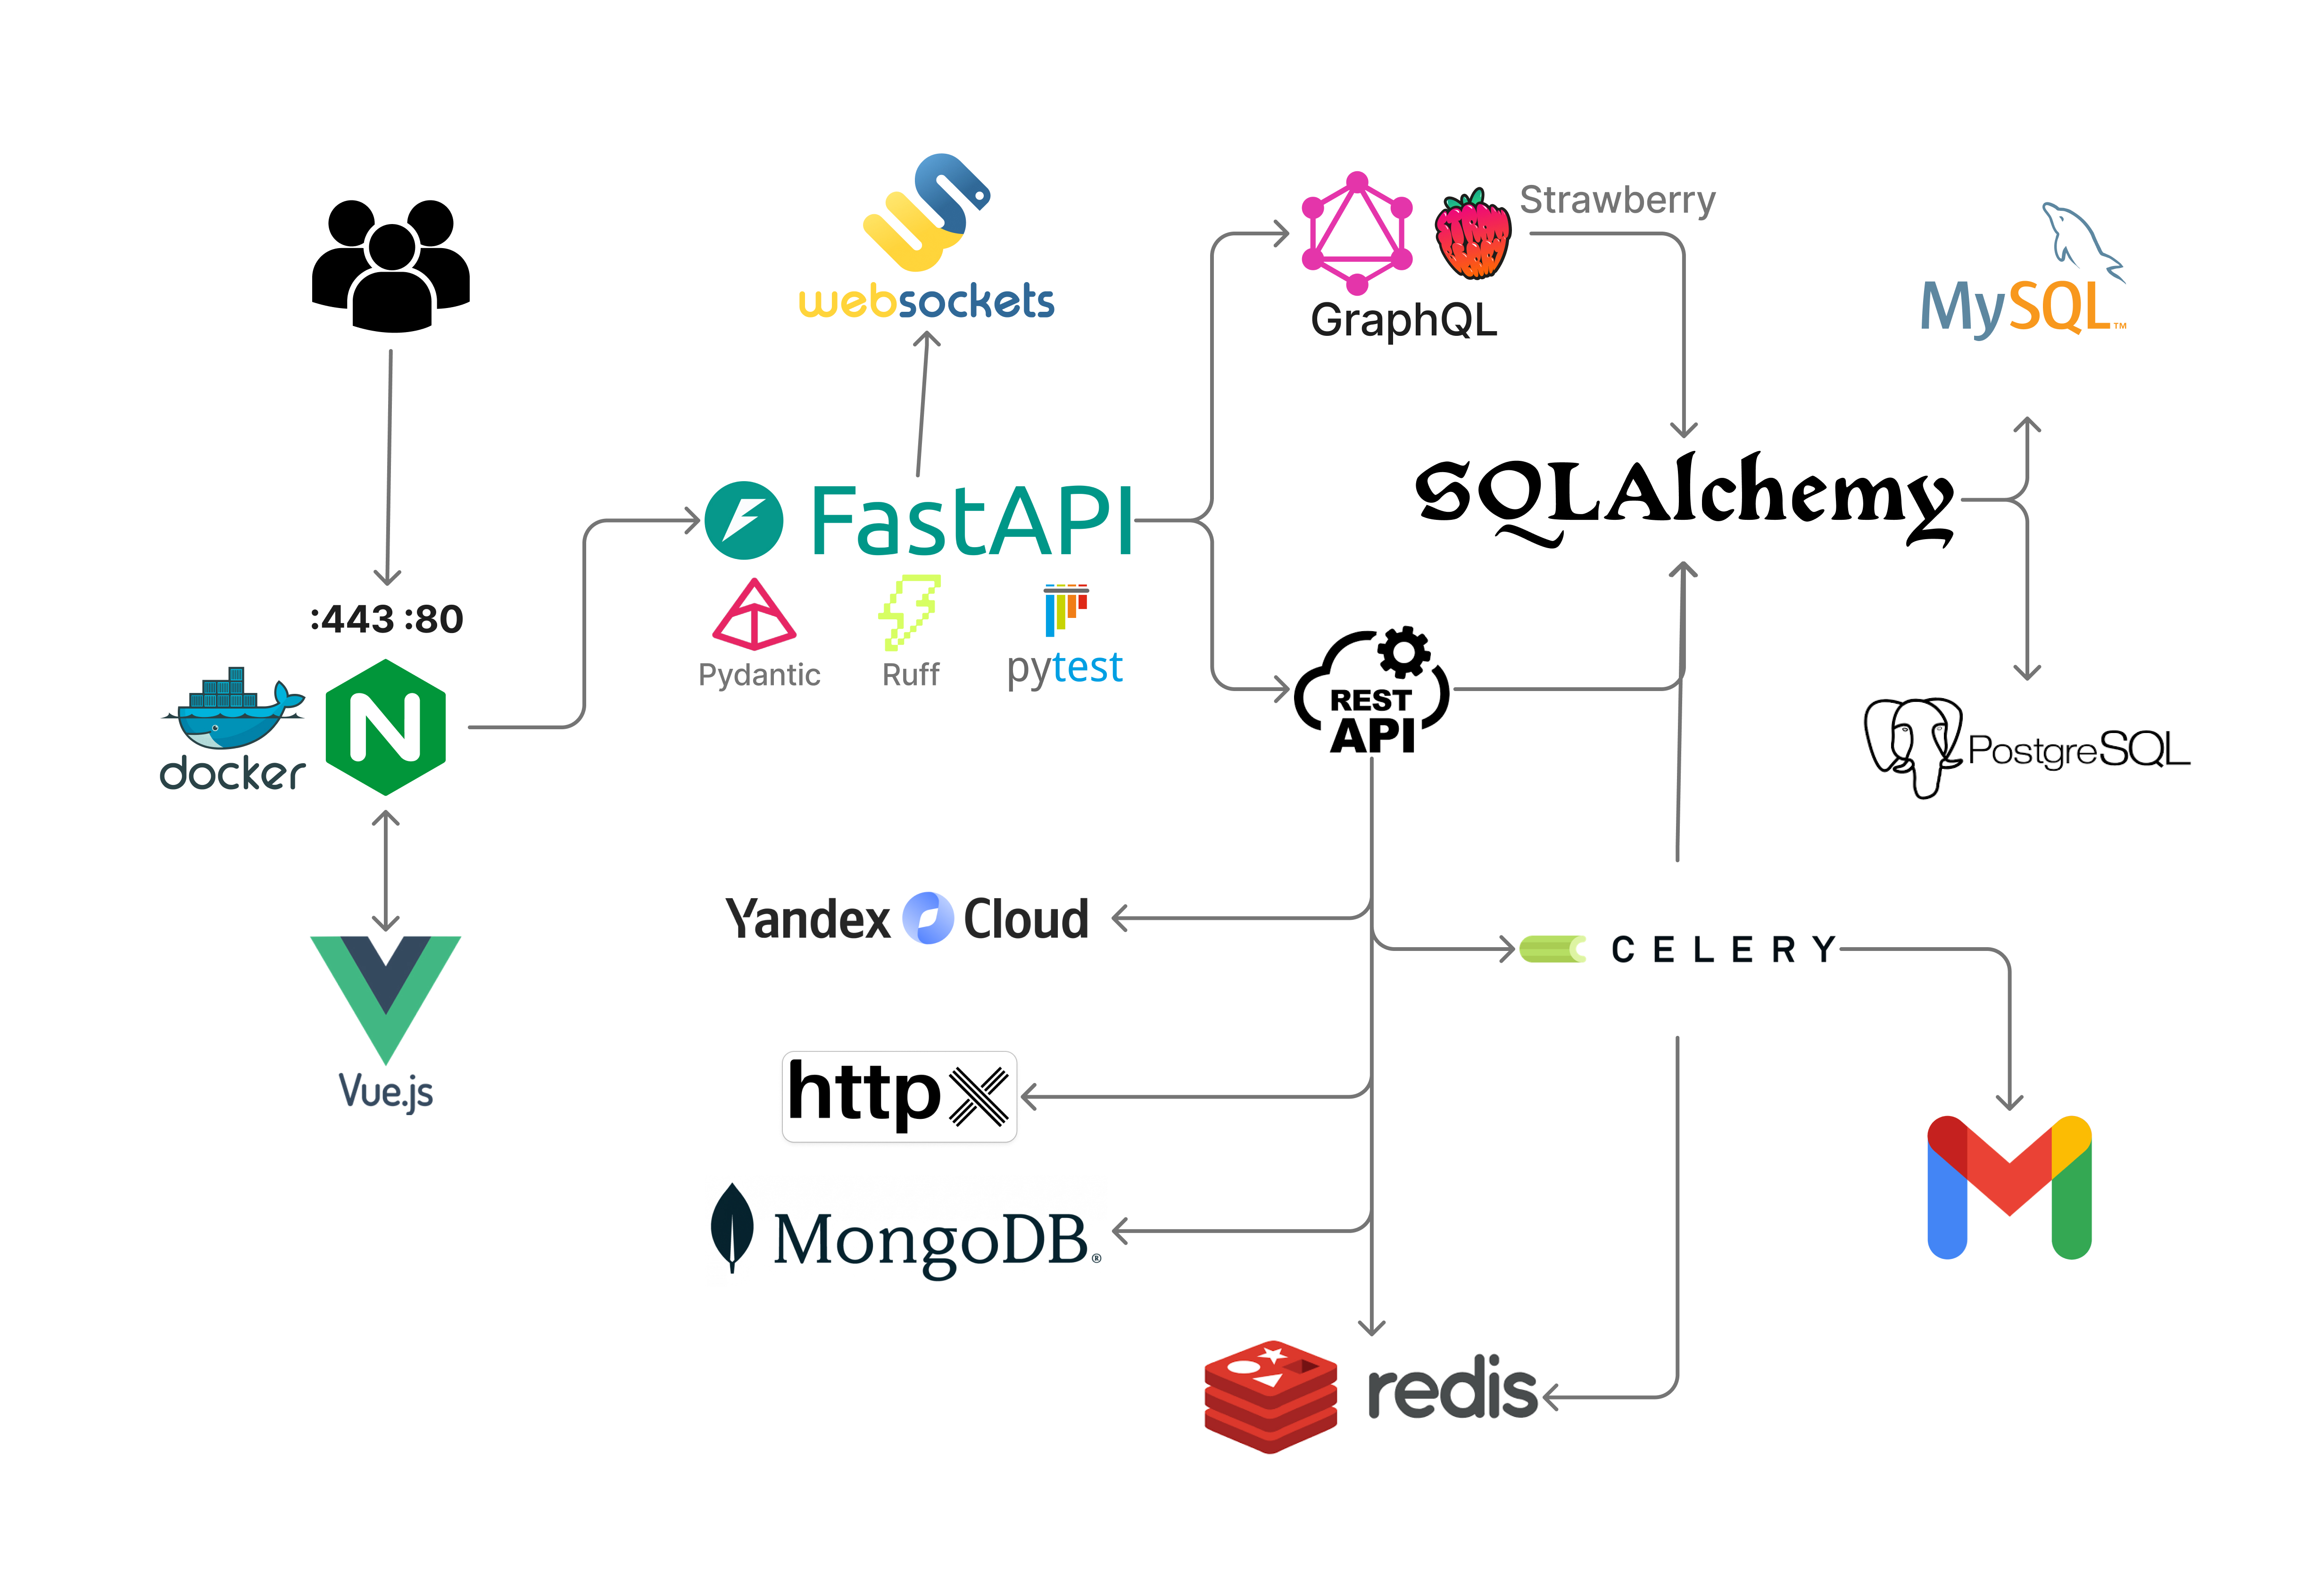 websockets
Strawberry
GraphQL
MySQL™
FastAPI
SQLAlchemy
:443 :80
Pydantic
Ruff
pytest
REST
API
docker
PostgreSQL
Yandex Cloud
CELERY
Vue.js
httpx
MongoDB®
redis